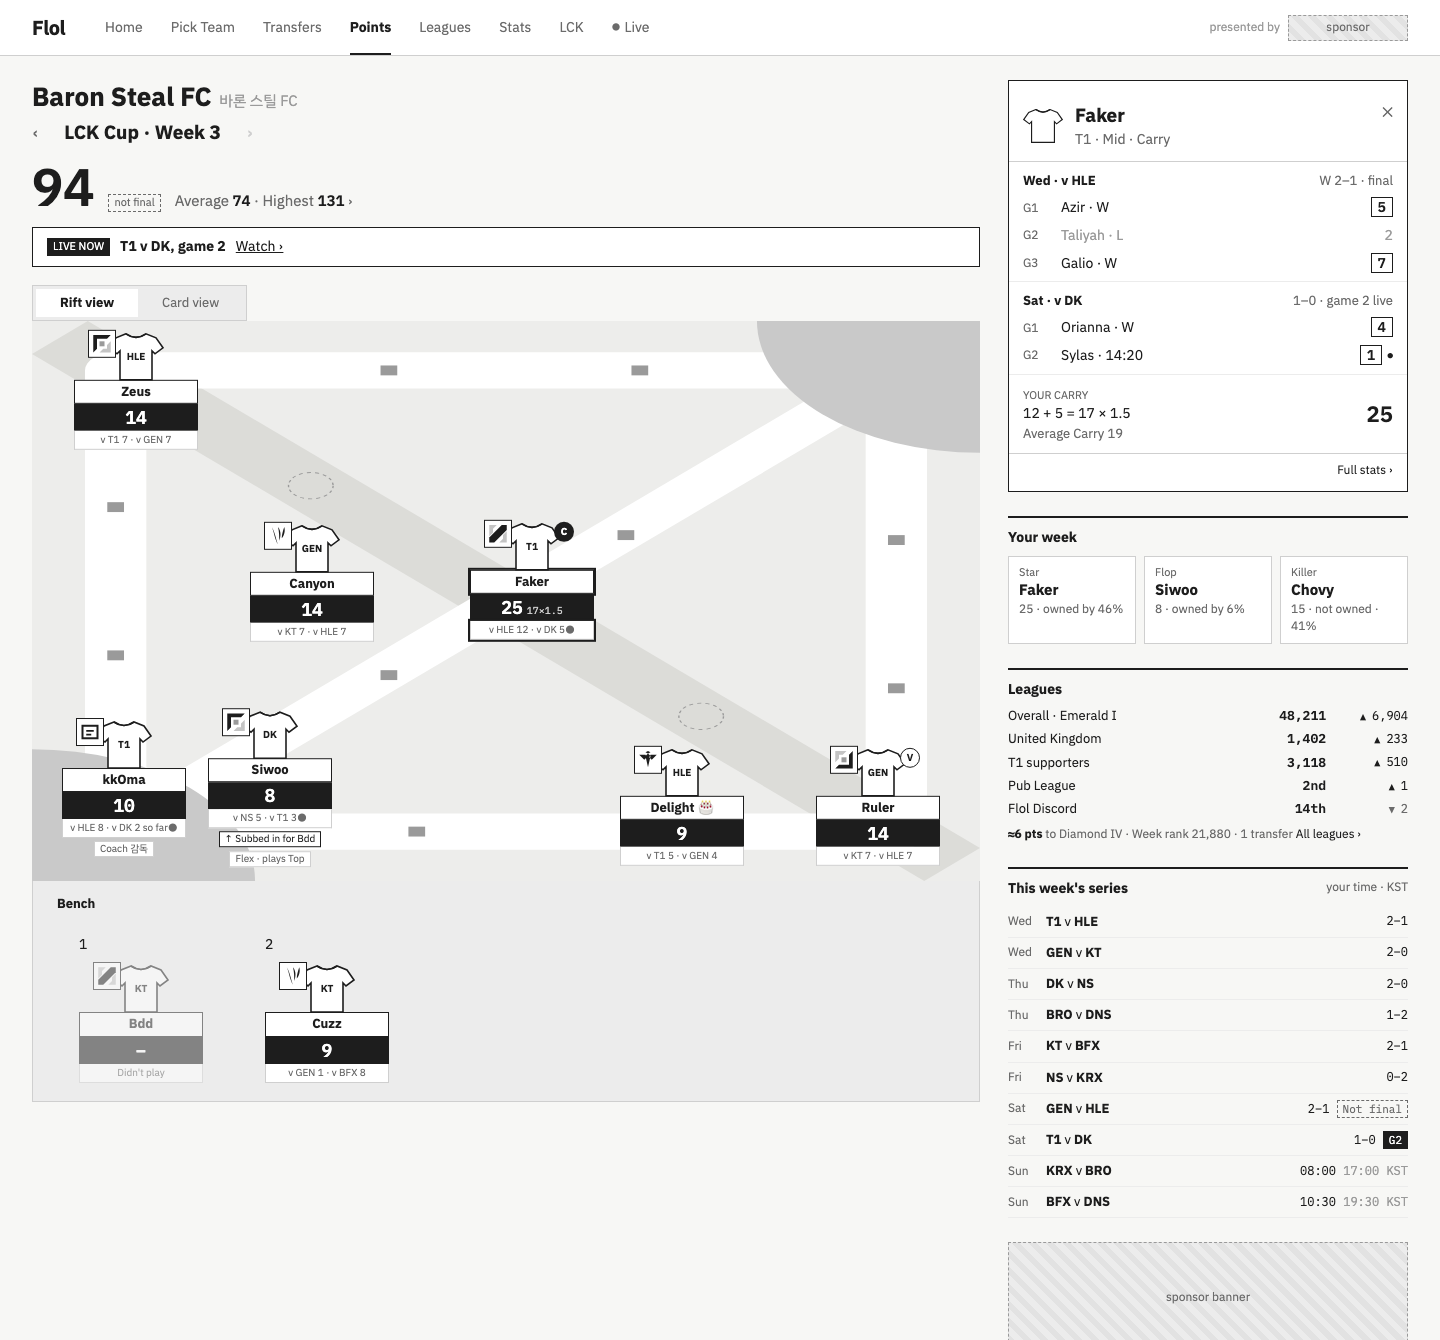 Flol Home Pick Team Transfers Points Leagues Stats LCK Live presented by sponsor
Baron Steal FC 바론 스틸 FC
‹ LCK Cup · Week 3 ›
94 not final Average 74 · Highest 131 ›
LIVE NOW T1 v DK, game 2 Watch ›
Rift view Card view
HLE
Zeus
14
v T1 7 · v GEN 7
GEN
Canyon
14
v KT 7 · v HLE 7
T1 C
Faker
25 17×1.5
v HLE 12 · v DK 5
T1
kkOma
10
v HLE 8 · v DK 2 so far
Coach 감독
DK
Siwoo
8
v NS 5 · v T1 3
↑ Subbed in for Bdd
Flex · plays Top
HLE
Delight 🎂
9
v T1 5 · v GEN 4
GEN V
Ruler
14
v KT 7 · v HLE 7
Bench
1
KT
Bdd
–
Didn't play
2
KT
Cuzz
9
v GEN 1 · v BFX 8
Faker ×
T1 · Mid · Carry
Wed · v HLE W 2–1 · final
G1 Azir · W 5
G2 Taliyah · L 2
G3 Galio · W 7
Sat · v DK 1–0 · game 2 live
G1 Orianna · W 4
G2 Sylas · 14:20 1
YOUR CARRY
12 + 5 = 17 × 1.5 25
Average Carry 19
Full stats ›
Your week
Star
Faker
25 · owned by 46%
Flop
Siwoo
8 · owned by 6%
Killer
Chovy
15 · not owned ·
41%
Leagues
Overall · Emerald I 48,211 ▲ 6,904
United Kingdom 1,402 ▲ 233
T1 supporters 3,118 ▲ 510
Pub League 2nd ▲ 1
Flol Discord 14th ▼ 2
≈6 pts to Diamond IV · Week rank 21,880 · 1 transfer All leagues ›
This week's series your time · KST
Wed T1 v HLE 2–1
Wed GEN v KT 2–0
Thu DK v NS 2–0
Thu BRO v DNS 1–2
Fri KT v BFX 2–1
Fri NS v KRX 0–2
Sat GEN v HLE 2–1 Not final
Sat T1 v DK 1–0 G2
Sun KRX v BRO 08:00 17:00 KST
Sun BFX v DNS 10:30 19:30 KST
sponsor banner